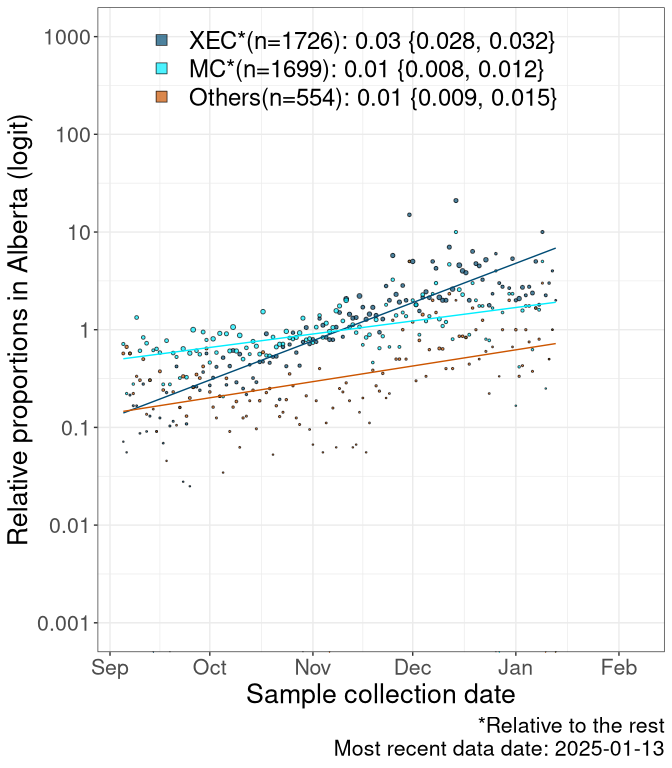 XEC*(n=1726): 0.03 {0.028, 0.032}
MC*(n=1699): 0.01 {0.008, 0.012}
Others(n=554): 0.01 {0.009, 0.015}
Relative proportions in Alberta (logit)
1000
100
10
1
0.1
0.01
0.001
Sep Oct Nov Dec Jan Feb
Sample collection date
*Relative to the rest
Most recent data date: 2025-01-13